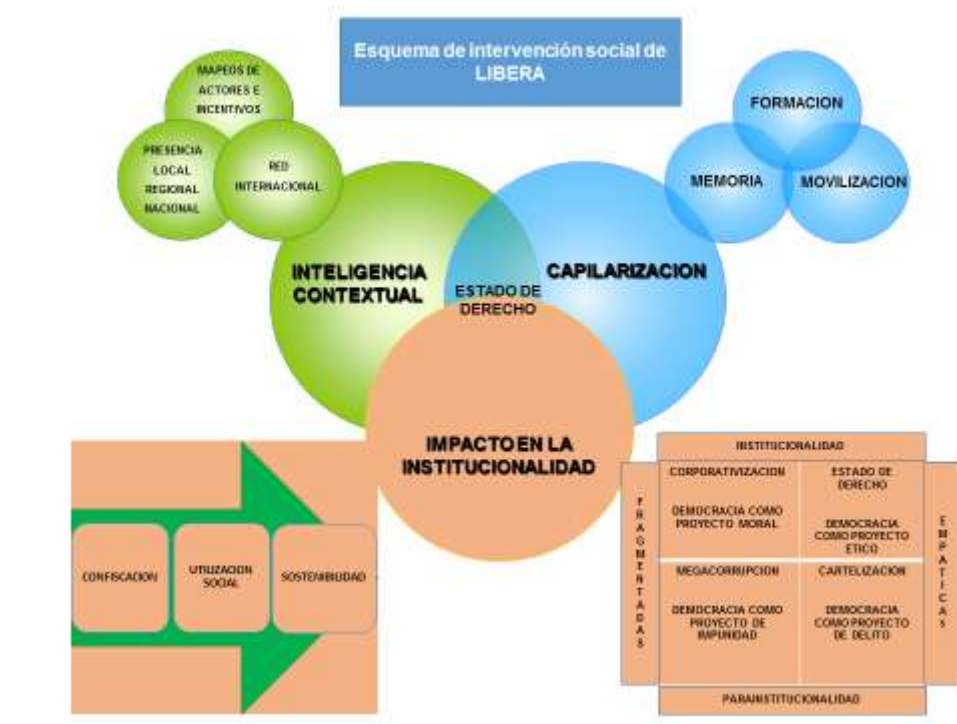 Esquema de intervención social de
LIBERA
MAPEOS DE
ACTORES E
INCENTIVOS
PRESENCIA
LOCAL
REGIONAL
NACIONAL
RED
INTERNACIONAL
FORMACION
MEMORIA
MOVILIZACION
INTELIGENCIA
CONTEXTUAL
CAPILARIZACION
ESTADO DE
DERECHO
IMPACTO EN LA
INSTITUCIONALIDAD
CONFISCACION
UTILIZACION
SOCIAL
SOSTENIBILIDAD
INSTITUCIONALIDAD
FRAGMENTADAS
CORPORATIVIZACION
DEMOCRACIA COMO
PROYECTO MORAL
ESTADO DE
DERECHO
DEMOCRACIA
COMO PROYECTO
ETICO
MEGACORRUPCION
DEMOCRACIA COMO
PROYECTO DE
IMPUNIDAD
CARTELIZACION
DEMOCRACIA
COMO PROYECTO
DE DELITO
EMPATICAS
PARAINSTITUCIONALIDAD